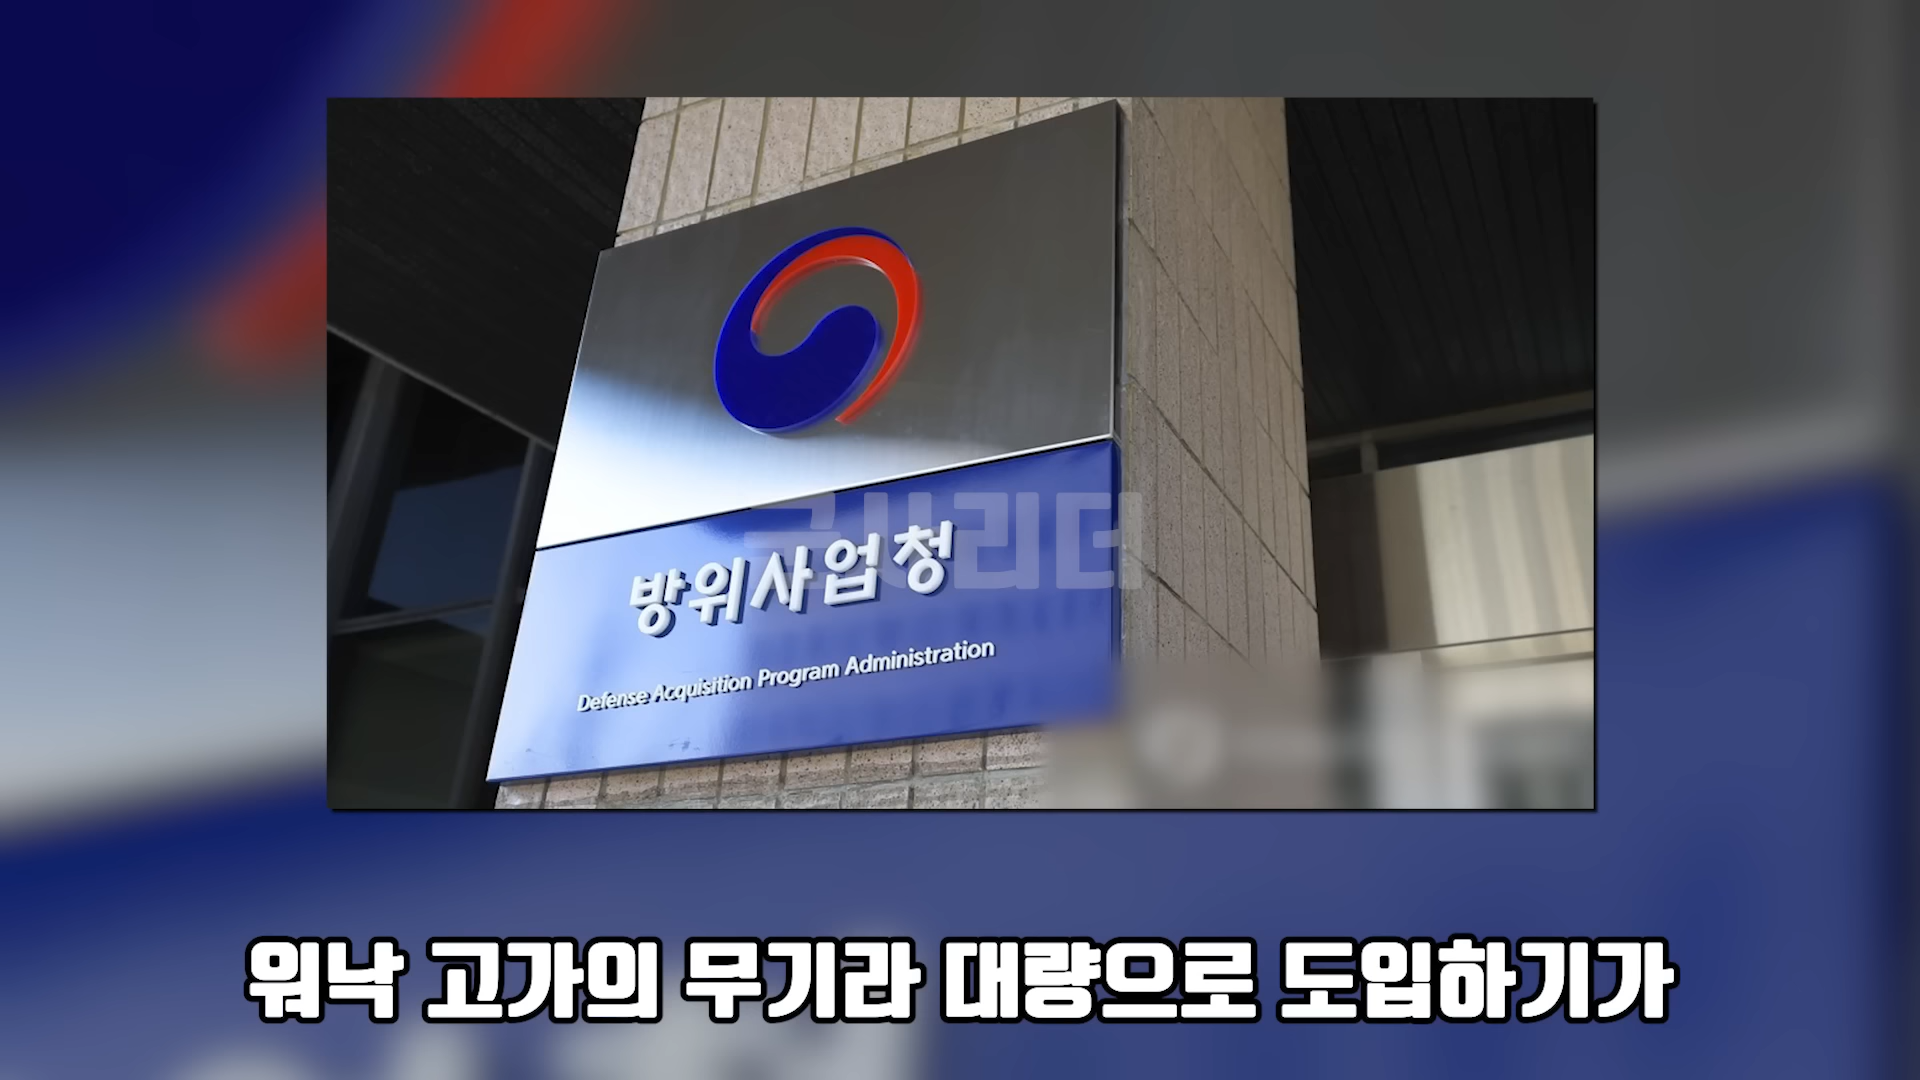 방위사업청
Defense Acquisition Program Administration
워낙 고가의 무기라 대량으로 도입하기가